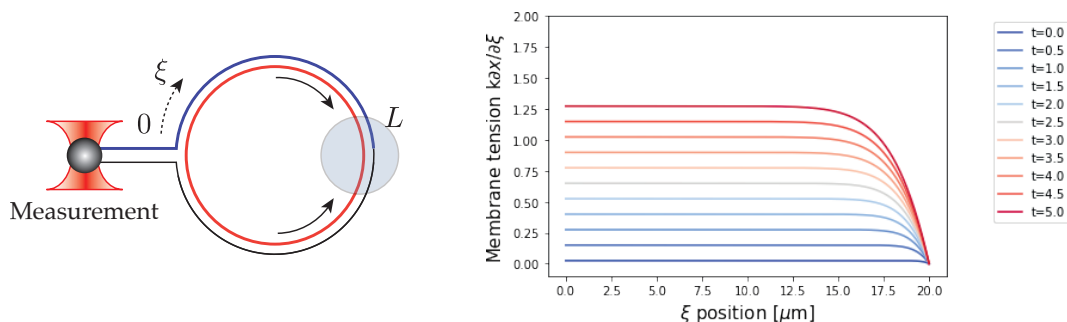 ξ
0
L
Measurement
Membrane tension k∂x/∂ξ
2.00
1.75
1.50
1.25
1.00
0.75
0.50
0.25
0.00
0.0 2.5 5.0 7.5 10.0 12.5 15.0 17.5 20.0
ξ position [μm]
t=0.0
t=0.5
t=1.0
t=1.5
t=2.0
t=2.5
t=3.0
t=3.5
t=4.0
t=4.5
t=5.0